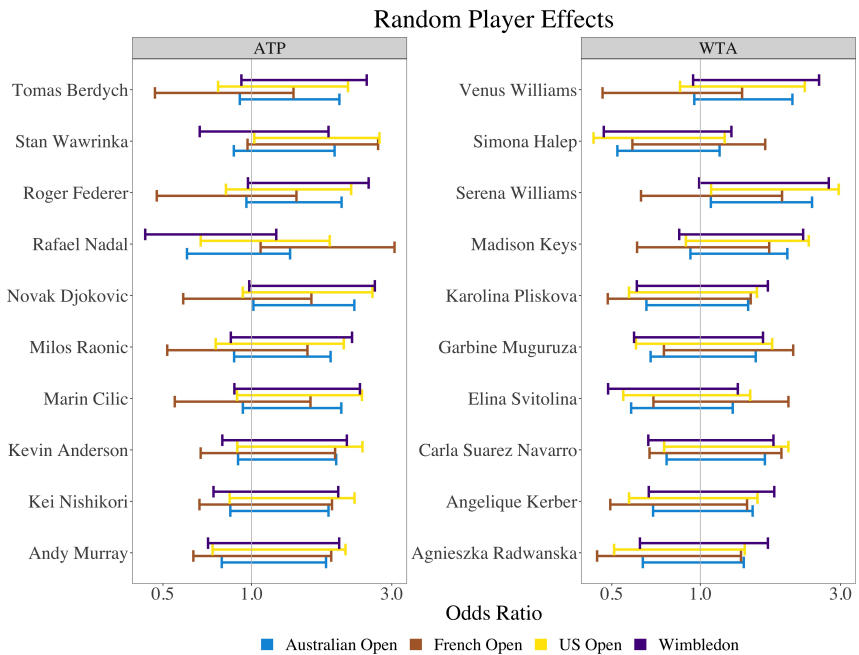 Random Player Effects
ATP
WTA
Tomas Berdych
Stan Wawrinka
Roger Federer
Rafael Nadal
Novak Djokovic
Milos Raonic
Marin Cilic
Kevin Anderson
Kei Nishikori
Andy Murray
Venus Williams
Simona Halep
Serena Williams
Madison Keys
Karolina Pliskova
Garbine Muguruza
Elina Svitolina
Carla Suarez Navarro
Angelique Kerber
Agnieszka Radwanska
0.5 1.0 3.0
0.5 1.0 3.0
Odds Ratio
Australian Open French Open US Open Wimbledon